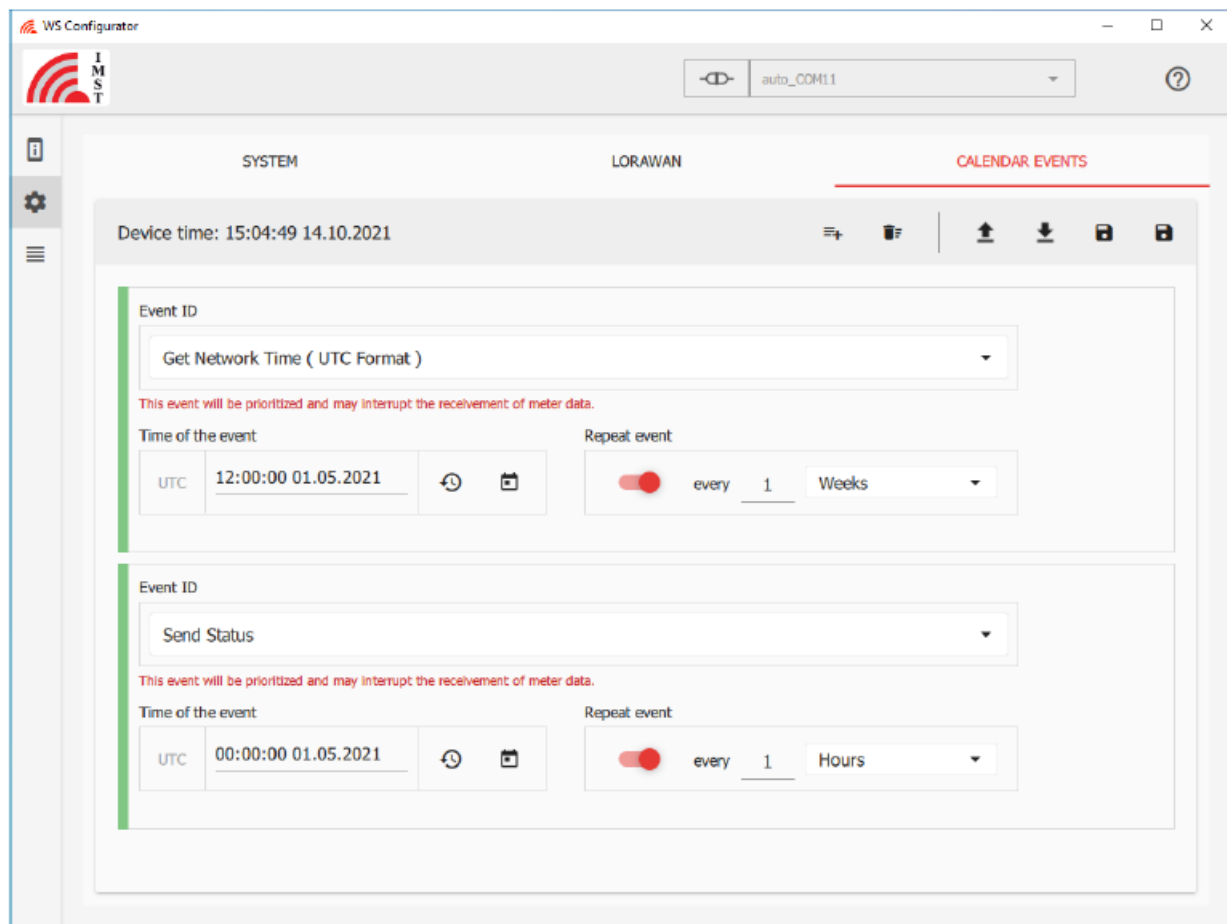 WS Configurator
IMST
auto_COM11
SYSTEM LORAWAN CALENDAR EVENTS
Device time: 15:04:49 14.10.2021
Event ID
Get Network Time ( UTC Format )
This event will be prioritized and may interrupt the receivement of meter data.
Time of the event Repeat event
UTC 12:00:00 01.05.2021 every 1 Weeks
Event ID
Send Status
This event will be prioritized and may interrupt the receivement of meter data.
Time of the event Repeat event
UTC 00:00:00 01.05.2021 every 1 Hours